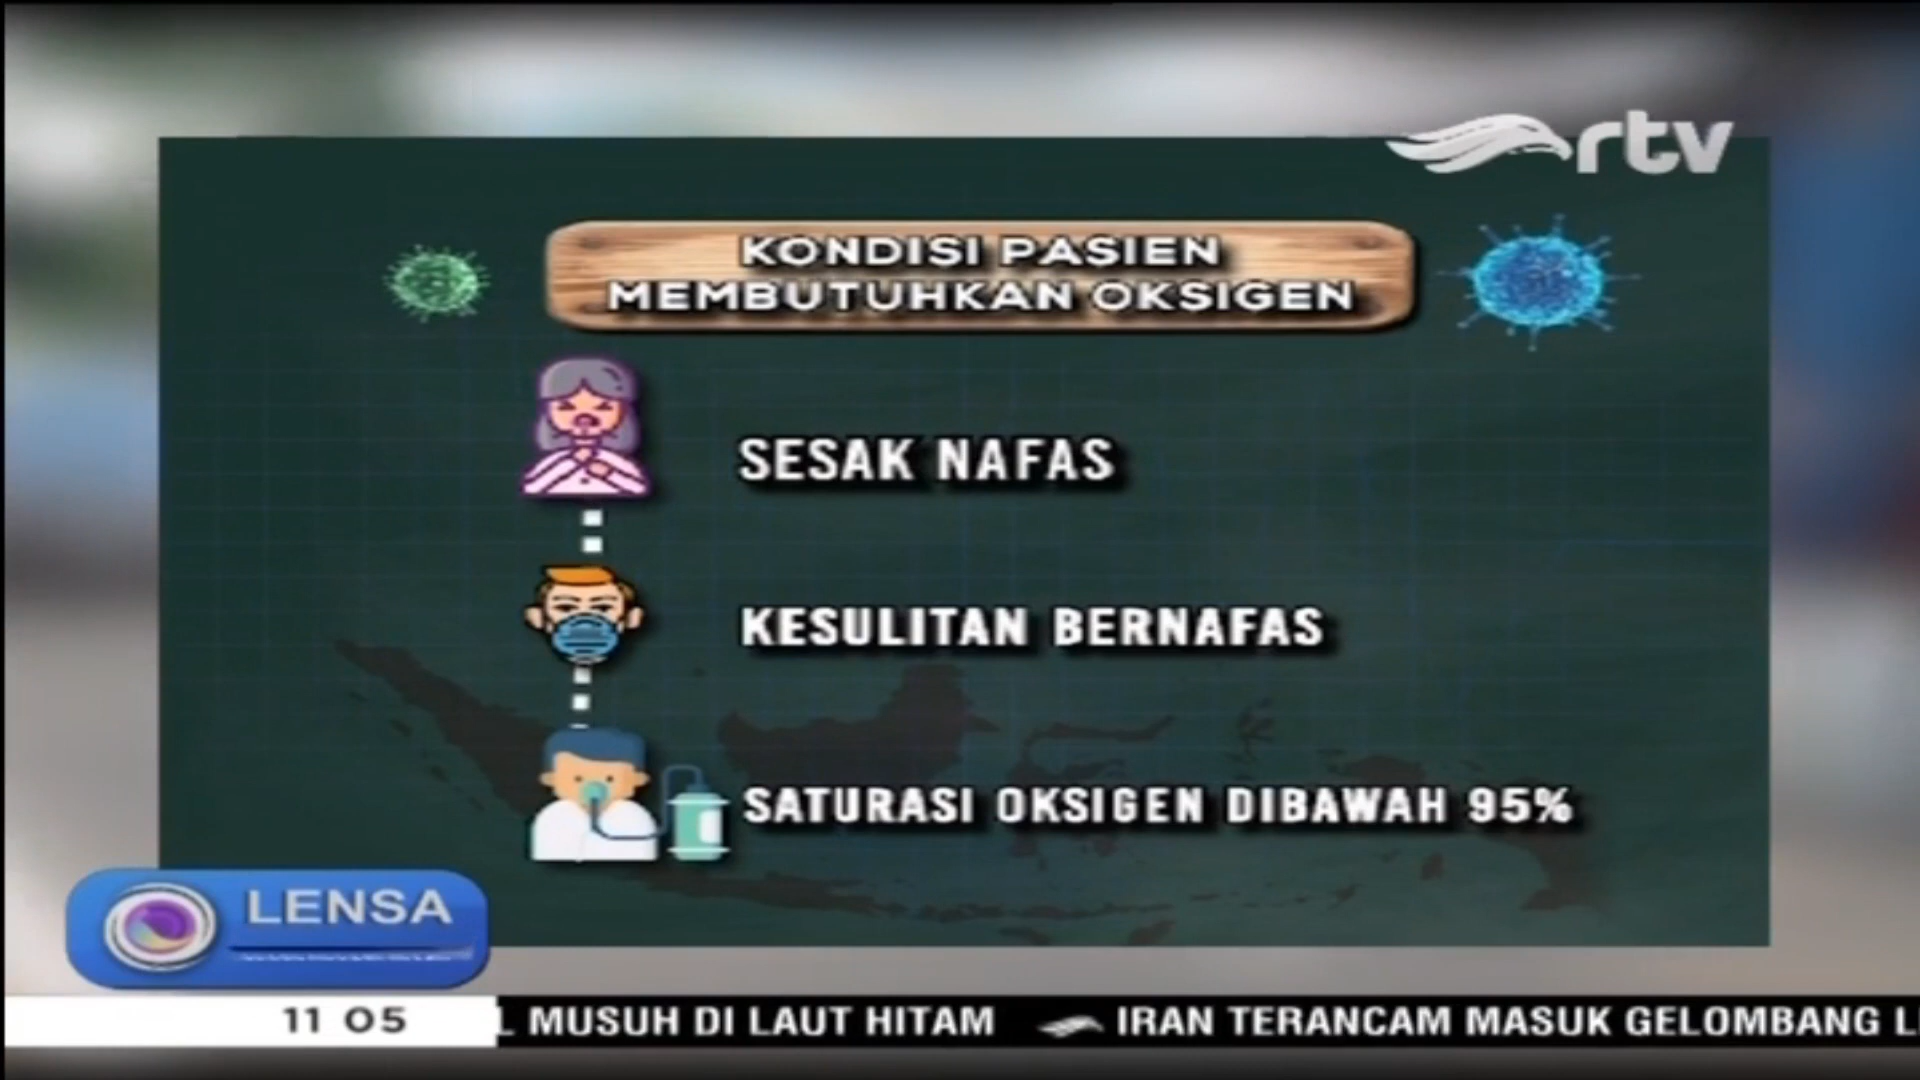 rtv
KONDISI PASIEN
MEMBUTUHKAN OKSIGEN
SESAK NAFAS
KESULITAN BERNAFAS
SATURASI OKSIGEN DIBAWAH 95%
LENSA
11 05
MUSUH DI LAUT HITAM IRAN TERANCAM MASUK GELOMBANG